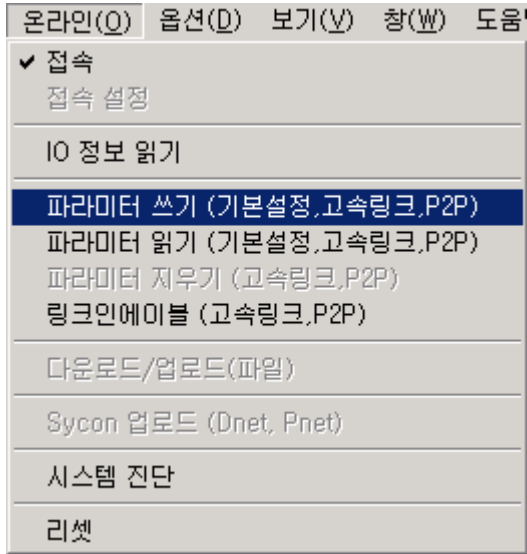 온라인(O) 옵션(D) 보기(V) 창(W) 도움
✔ 접속
접속 설정
IO 정보 읽기
파라미터 쓰기 (기본설정,고속링크,P2P)
파라미터 읽기 (기본설정,고속링크,P2P)
파라미터 지우기 (고속링크,P2P)
링크인에이블 (고속링크,P2P)
다운로드/업로드(파일)
Sycon 업로드 (Dnet, Pnet)
시스템 진단
리셋